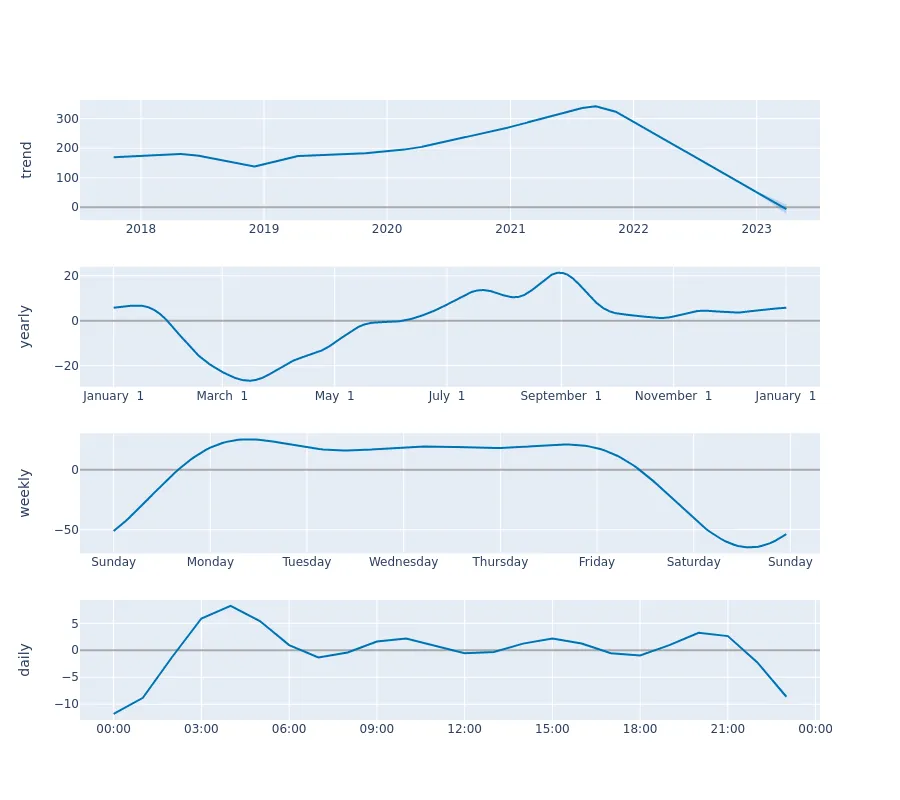 trend
300
200
100
0
2018 2019 2020 2021 2022 2023
yearly
20
0
−20
January 1 March 1 May 1 July 1 September 1 November 1 January 1
weekly
0
−50
Sunday Monday Tuesday Wednesday Thursday Friday Saturday Sunday
daily
5
0
−5
−10
00:00 03:00 06:00 09:00 12:00 15:00 18:00 21:00 00:00